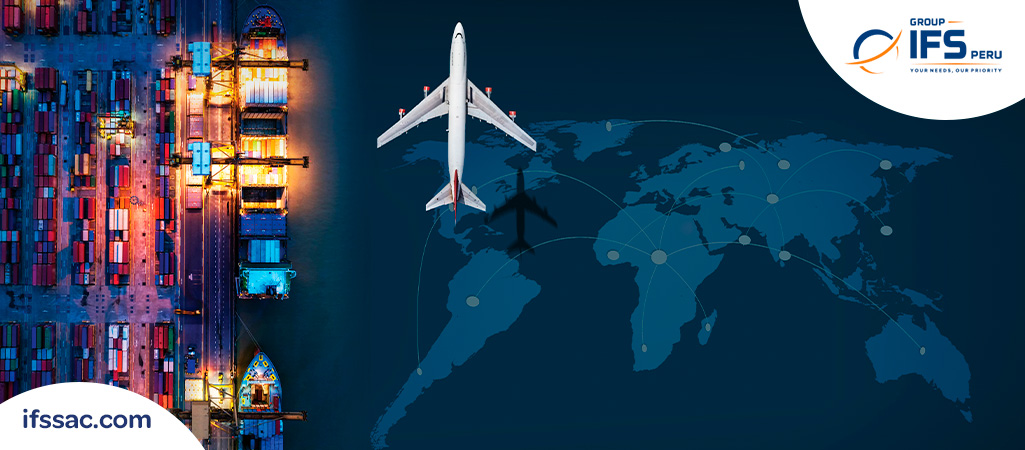 GROUP
IFS PERU
YOUR NEEDS, OUR PRIORITY
ifssac.com